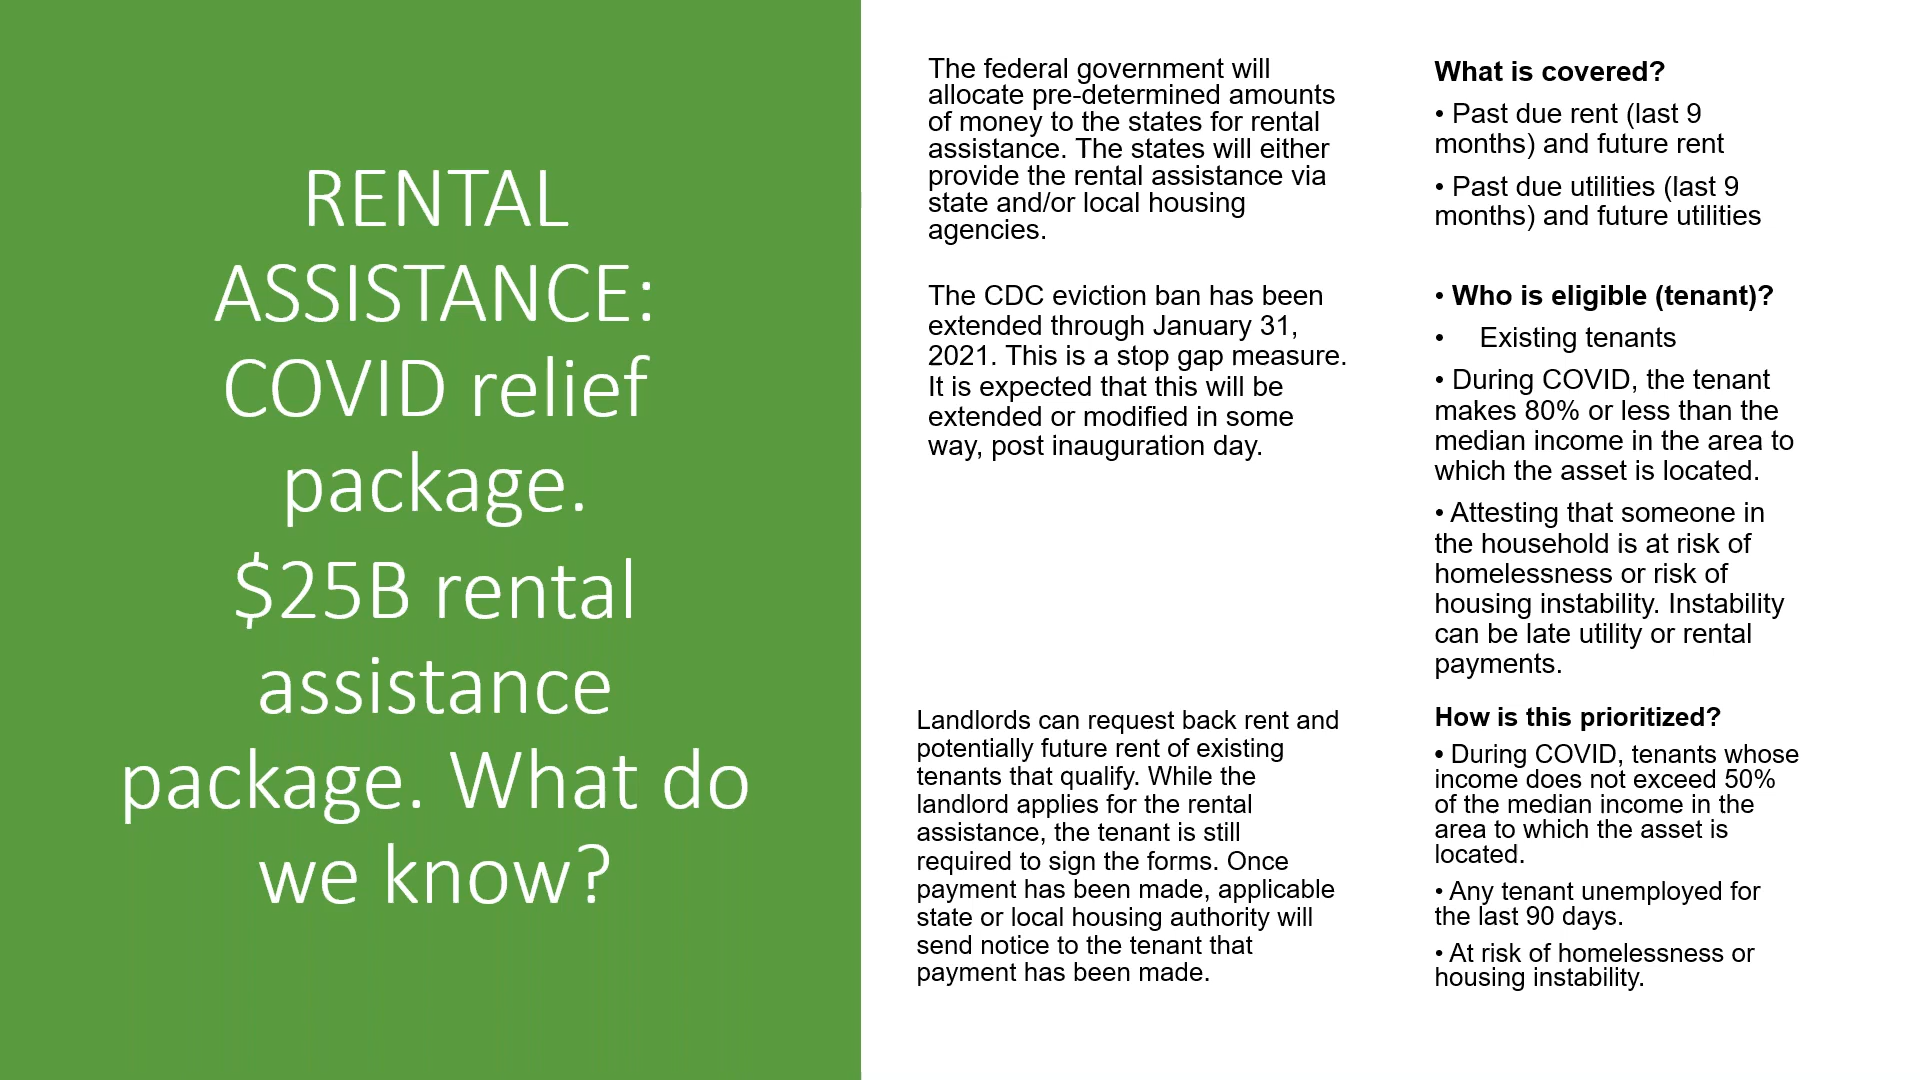 RENTAL
ASSISTANCE:
COVID relief
package.
$25B rental
assistance
package. What do
we know?
The federal government will
allocate pre-determined amounts
of money to the states for rental
assistance. The states will either
provide the rental assistance via
state and/or local housing
agencies.
The CDC eviction ban has been
extended through January 31,
2021. This is a stop gap measure.
It is expected that this will be
extended or modified in some
way, post inauguration day.
Landlords can request back rent and
potentially future rent of existing
tenants that qualify. While the
landlord applies for the rental
assistance, the tenant is still
required to sign the forms. Once
payment has been made, applicable
state or local housing authority will
send notice to the tenant that
payment has been made.
What is covered?
• Past due rent (last 9
months) and future rent
• Past due utilities (last 9
months) and future utilities
• Who is eligible (tenant)?
• Existing tenants
• During COVID, the tenant
makes 80% or less than the
median income in the area to
which the asset is located.
• Attesting that someone in
the household is at risk of
homelessness or risk of
housing instability. Instability
can be late utility or rental
payments.
How is this prioritized?
• During COVID, tenants whose
income does not exceed 50%
of the median income in the
area to which the asset is
located.
• Any tenant unemployed for
the last 90 days.
• At risk of homelessness or
housing instability.